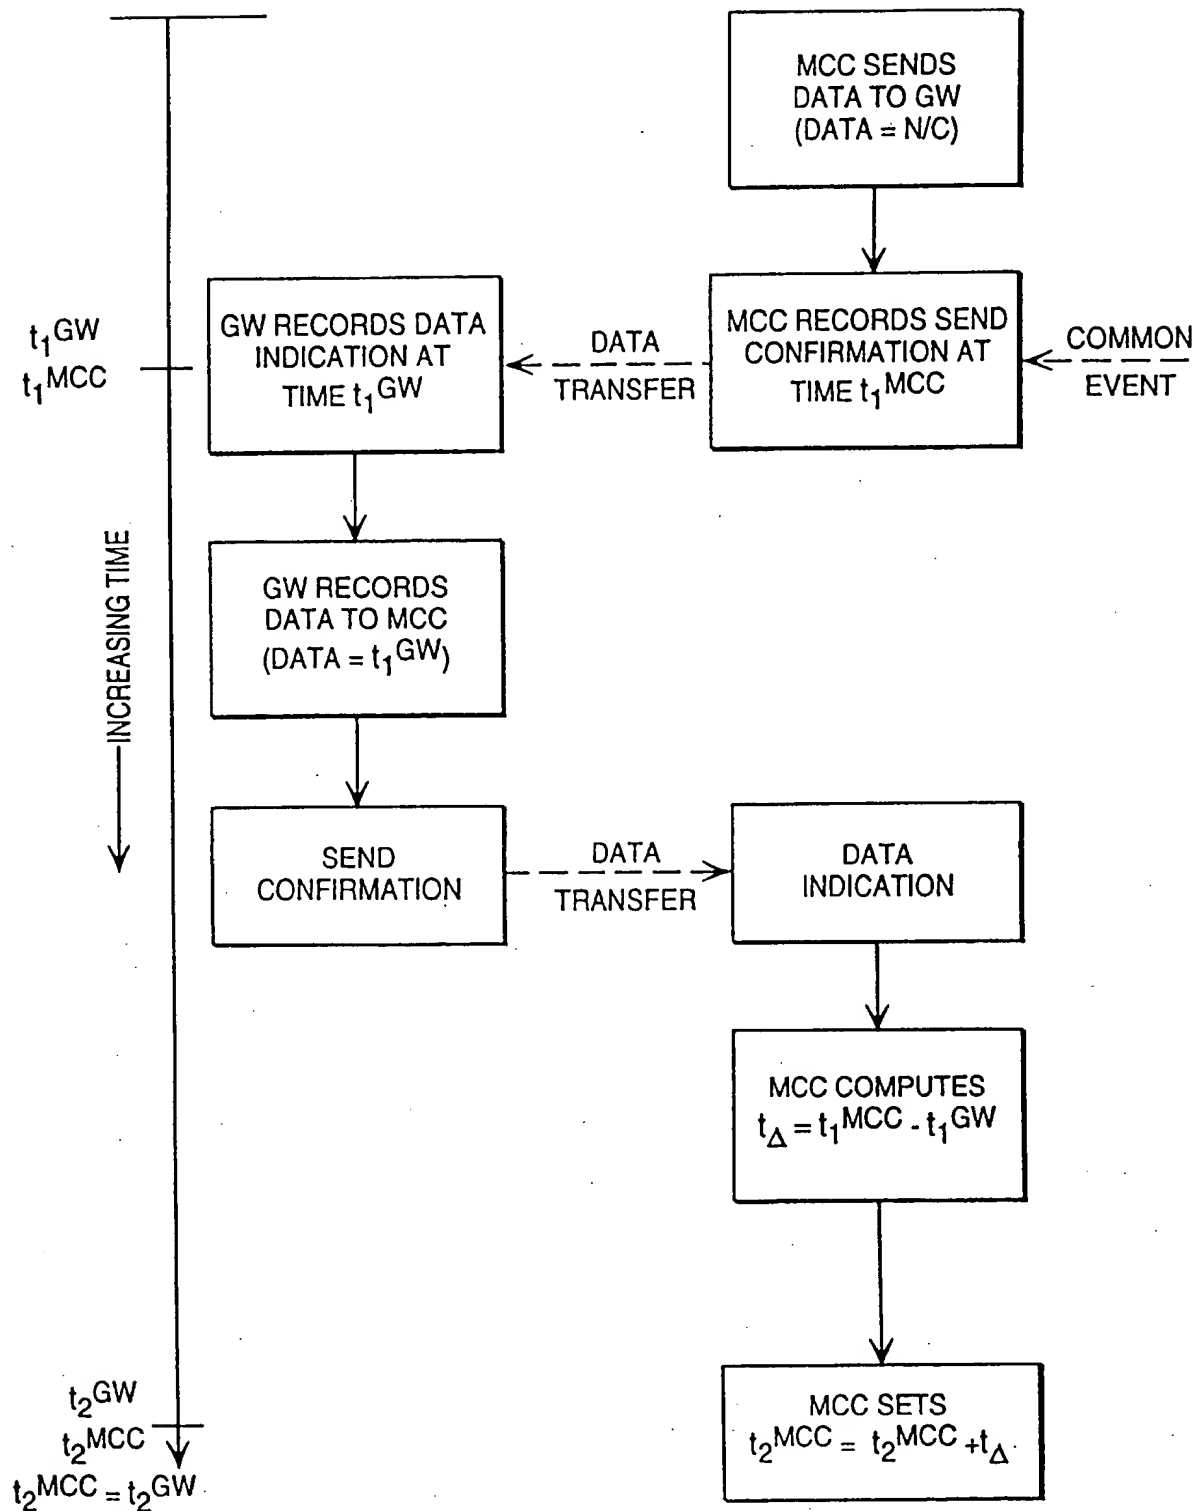 MCC SENDS
DATA TO GW
(DATA = N/C)
t₁GW
t₁MCC
GW RECORDS DATA
INDICATION AT
TIME t₁GW
DATA
TRANSFER
MCC RECORDS SEND
CONFIRMATION AT
TIME t₁MCC
COMMON
EVENT
INCREASING TIME
GW RECORDS
DATA TO MCC
(DATA = t₁GW)
SEND
CONFIRMATION
DATA
TRANSFER
DATA
INDICATION
MCC COMPUTES
tΔ = t₁MCC - t₁GW
t₂GW
t₂MCC
t₂MCC = t₂GW
MCC SETS
t₂MCC = t₂MCC + tΔ